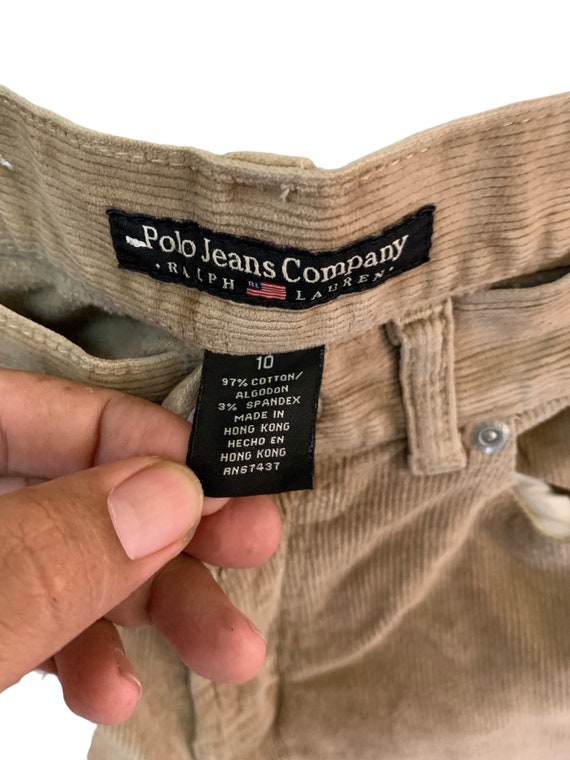 Polo Jeans Company
• RALPH RL LAUREN •
10
97% COTTON/
ALGODON
3% SPANDEX
MADE IN
HONG KONG
HECHO EN
HONG KONG
RN67437